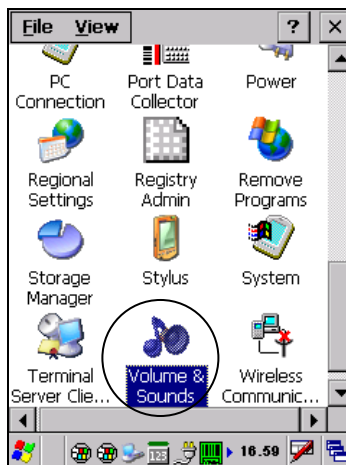 File View ? ×
PC Connection
Port Data Collector
Power
Regional Settings
Registry Admin
Remove Programs
Storage Manager
Stylus
System
Terminal Server Clie...
Volume & Sounds
Wireless Communic...
123 16.59